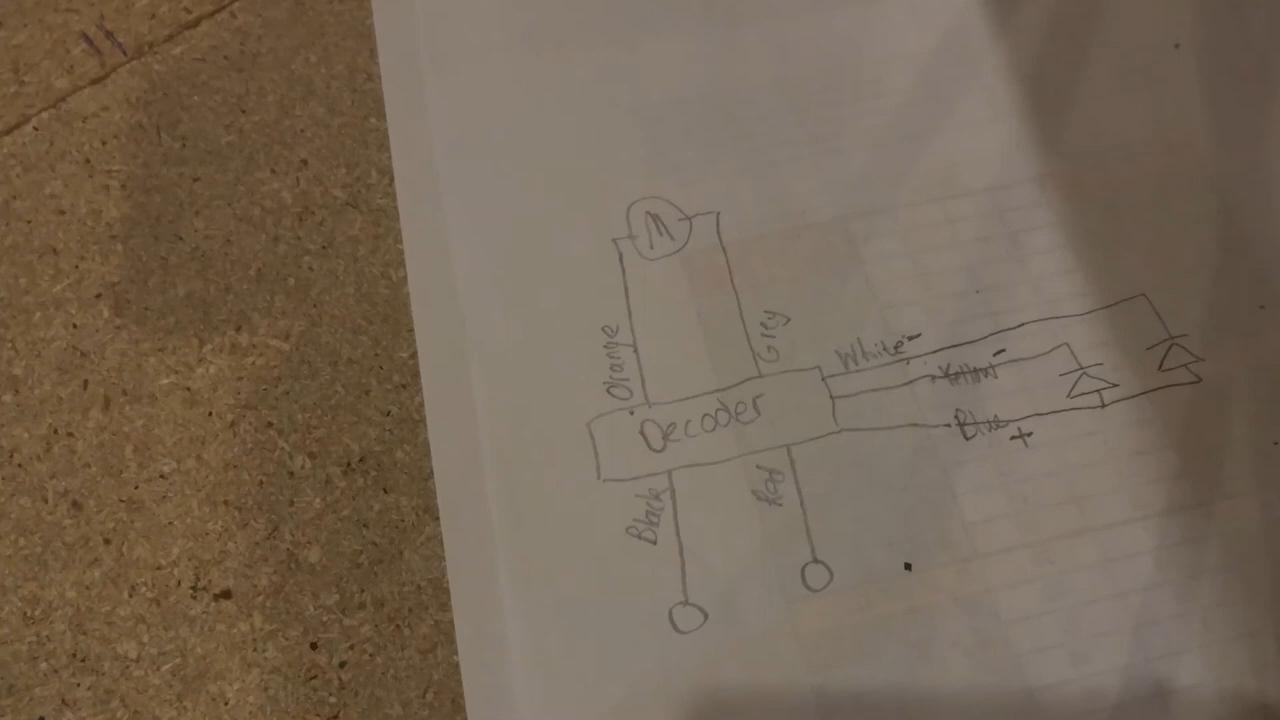 M
Orange
Grey
White -
Yellow -
Decoder
Blue +
Black
Red